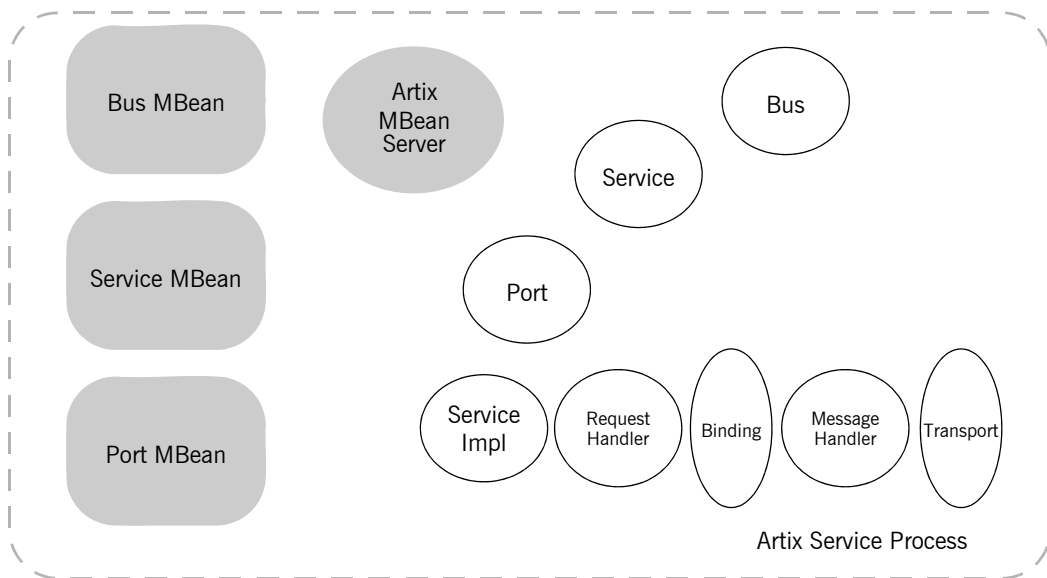 Bus MBean
Artix
MBean
Server
Bus
Service
Service MBean
Port
Port MBean
Service
Impl
Request
Handler
Binding
Message
Handler
Transport
Artix Service Process